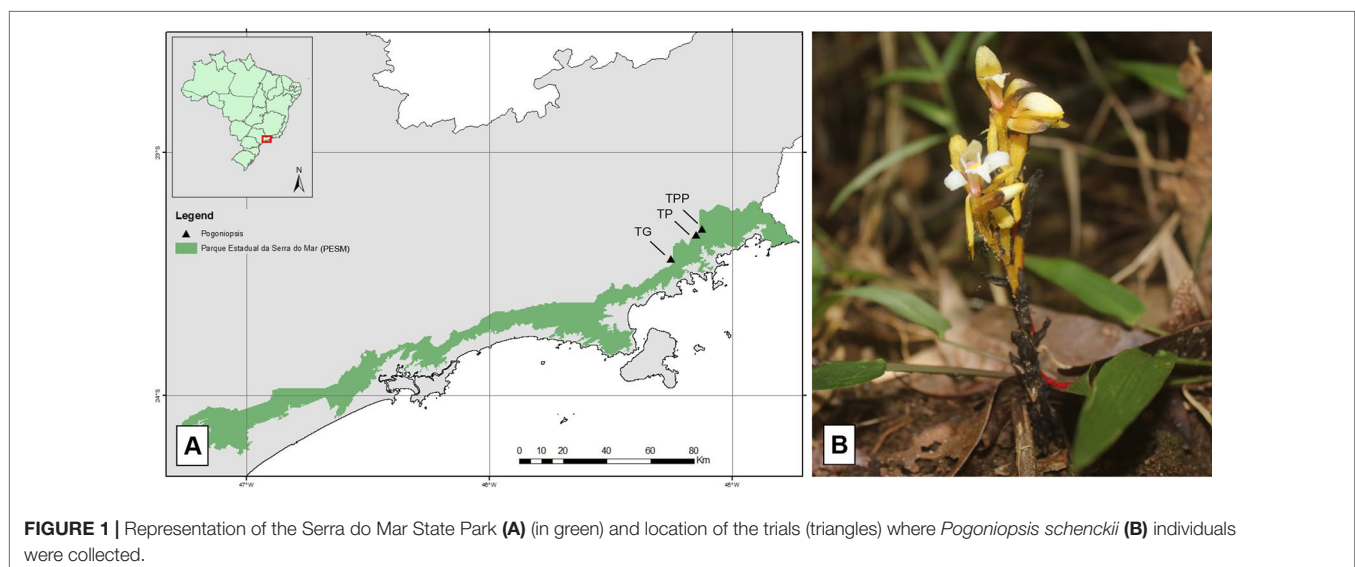 N
Legend
Pogoniopsis
Parque Estadual da Serra do Mar (PESM)
TPP
TP
TG
23°S
24°S
47°W
46°W
45°W
0 10 20 40 60 80
Km
A
B
FIGURE 1 | Representation of the Serra do Mar State Park (A) (in green) and location of the trials (triangles) where Pogoniopsis schenckii (B) individuals
were collected.